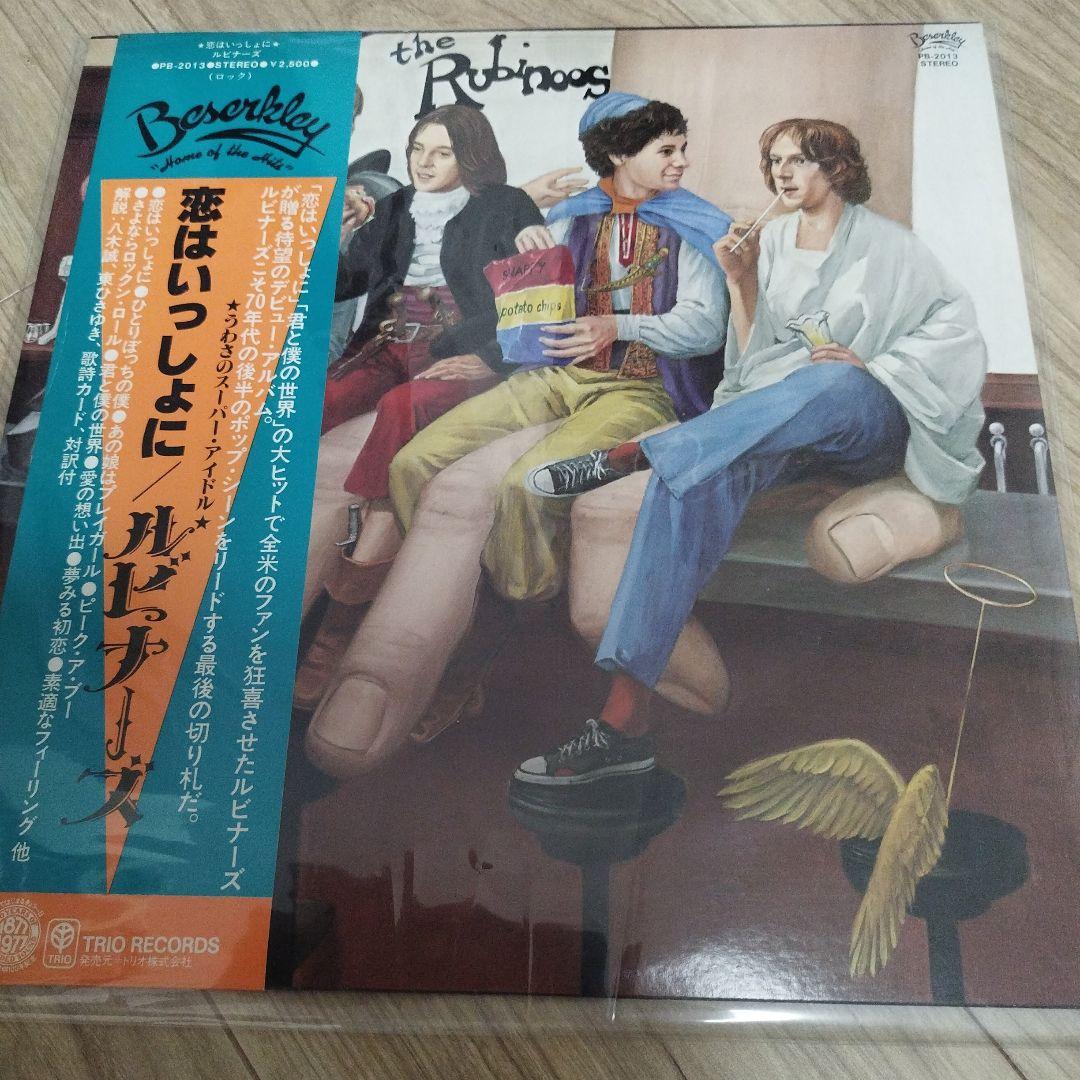 ★恋はいっしょに★
ルビナーズ
●PB-2013●STEREO●¥2,500●
(ロック)
Beserkley
"Home of the Hits"
the
Rubinoos
Beserkley
Home of the Hits
PB-2013
STEREO
SNAPPY
potato chips
「恋はいっしょに」「君と僕の世界」の大ヒットで全米のファンを狂喜させたルビナーズ
が贈る待望のデビュー・アルバム。
ルビナーズこそ70年代の後半のポップ・シーンをリードする最後の切り札だ。
★うわさのスーパー・アイドル★
恋はいっしょに/ルビナーズ
●恋はいっしょに●ひとりぼっちの僕●あの娘はプレイガール●ピーク・ア・ブー
●さよならロックン・ロール●君と僕の世界●愛の想い出●夢みる初恋●素適なフィーリング 他
解説:八木誠、東ひさゆき、歌詩カード、対訳付
1877
1977
TRIO
TRIO RECORDS
発売元=トリオ株式会社